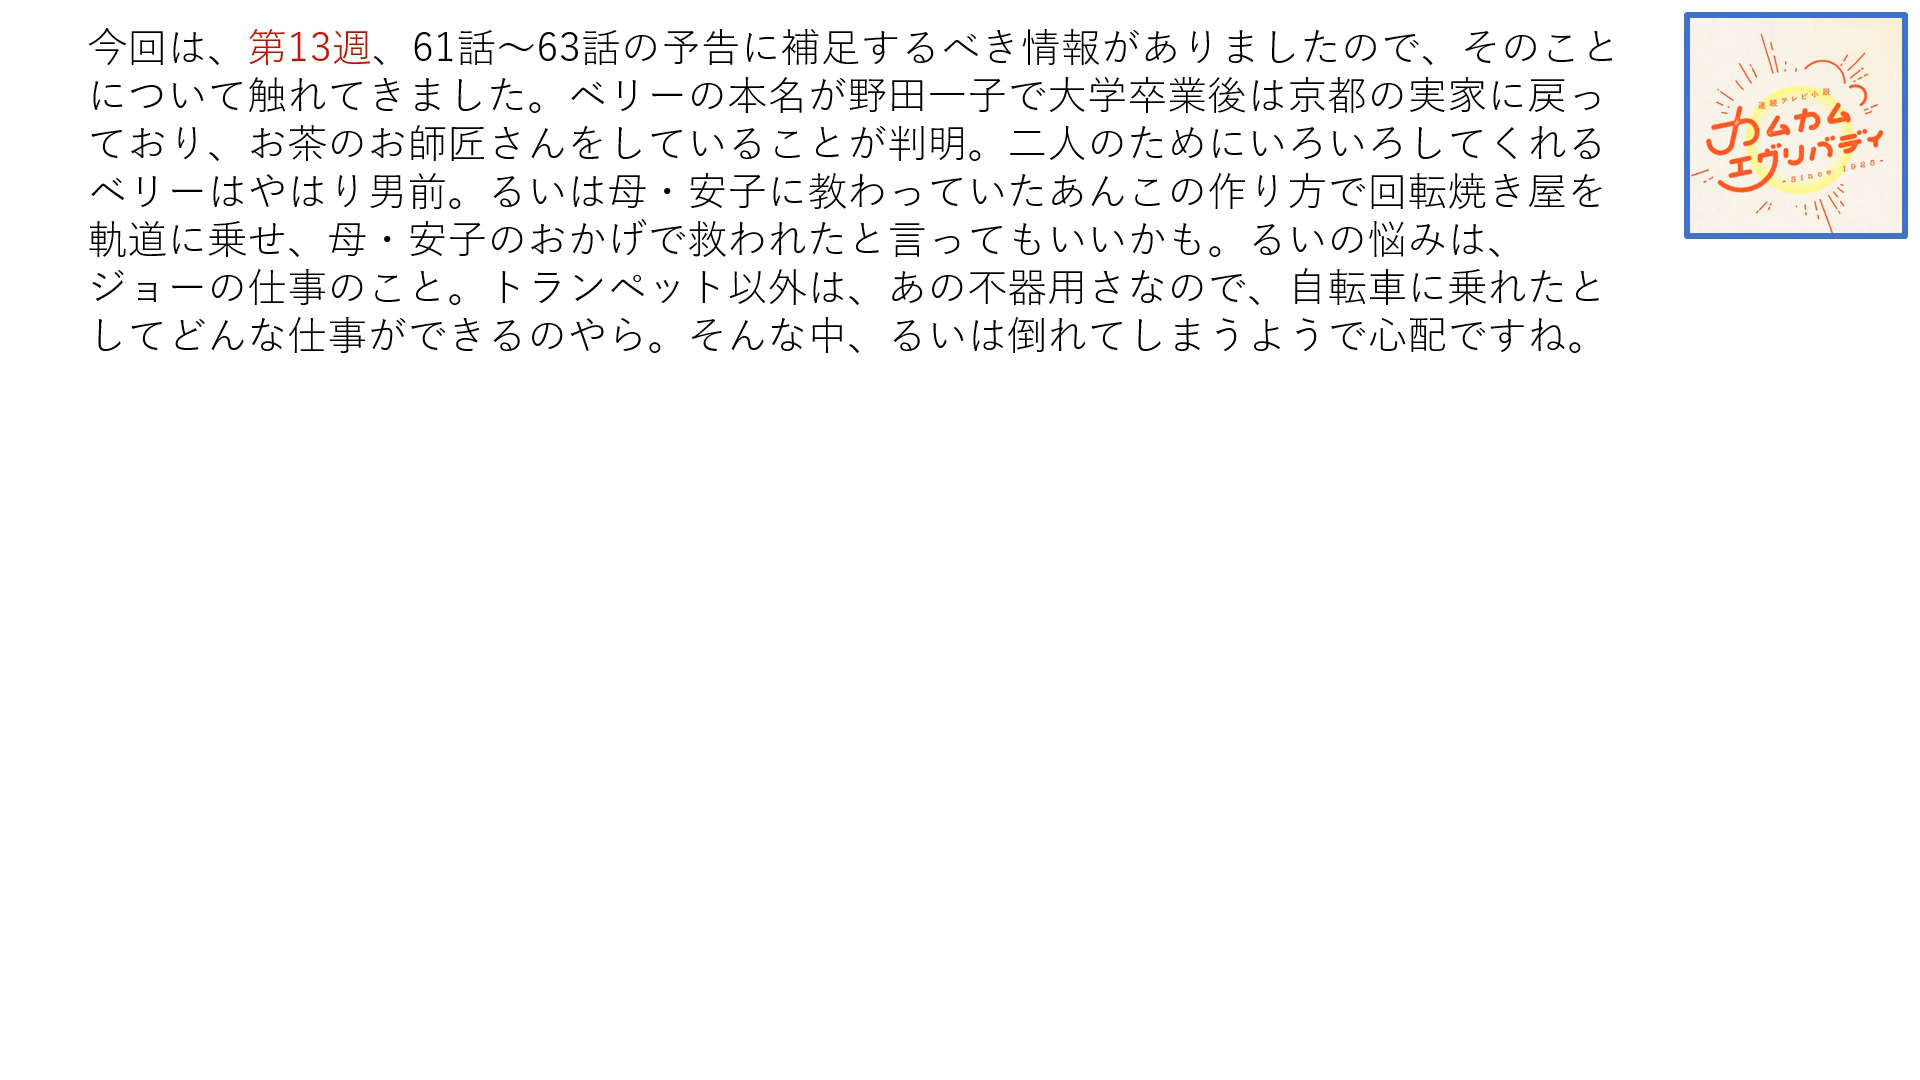 今回は、第13週、61話～63話の予告に補足するべき情報がありましたので、そのこと
について触れてきました。ベリーの本名が野田一子で大学卒業後は京都の実家に戻っ
ており、お茶のお師匠さんをしていることが判明。二人のためにいろいろしてくれる
ベリーはやはり男前。るいは母・安子に教わっていたあんこの作り方で回転焼き屋を
軌道に乗せ、母・安子のおかげで救われたと言ってもいいかも。るいの悩みは、
ジョーの仕事のこと。トランペット以外は、あの不器用さなので、自転車に乗れたと
してどんな仕事ができるのやら。そんな中、るいは倒れてしまうようで心配ですね。
連続テレビ小説
カムカム
エヴリバディ
-Since 1925-